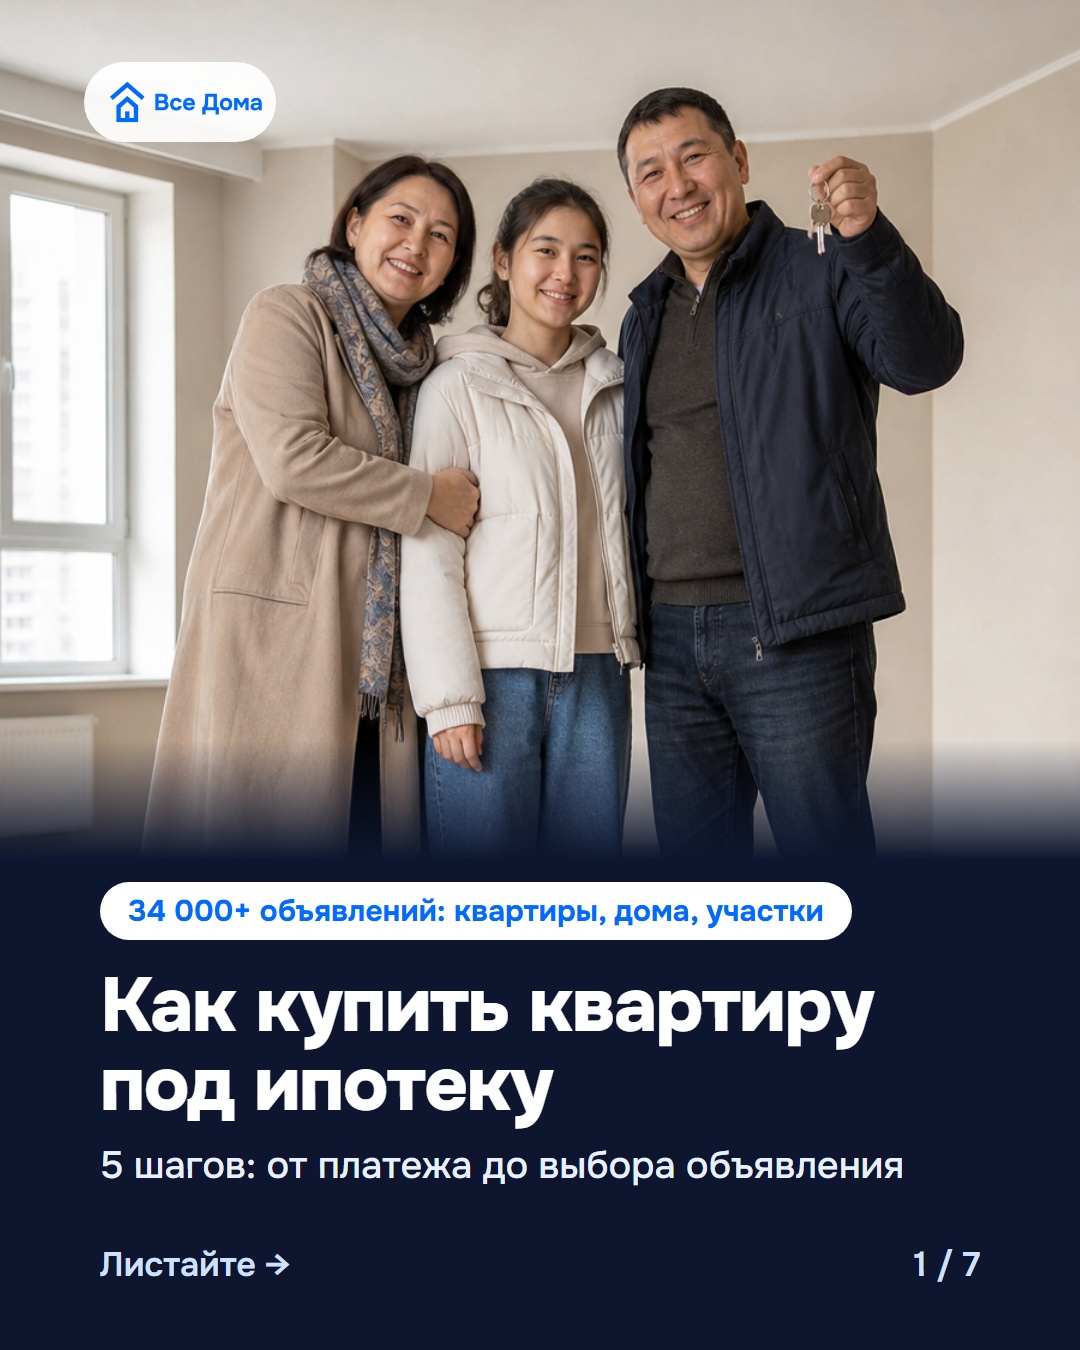 Все Дома
34 000+ объявлений: квартиры, дома, участки
Как купить квартиру
под ипотеку
5 шагов: от платежа до выбора объявления
Листайте →
1 / 7